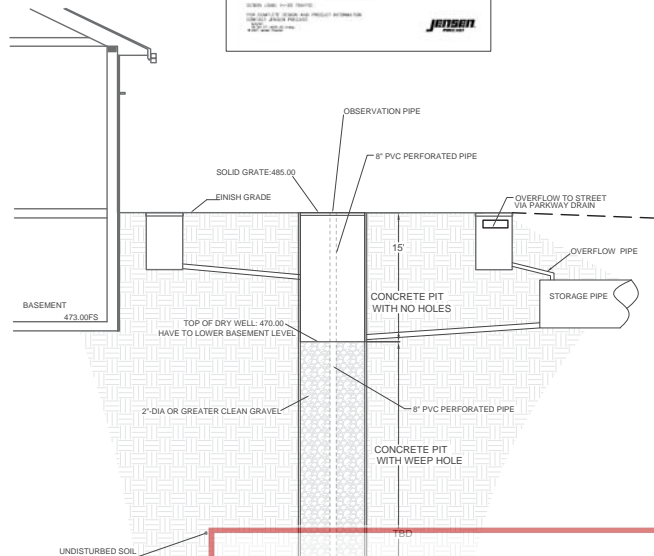 JENSEN
PRECAST
OBSERVATION PIPE
8" PVC PERFORATED PIPE
SOLID GRATE:485.00
FINISH GRADE
OVERFLOW TO STREET
VIA PARKWAY DRAIN
15'
OVERFLOW PIPE
CONCRETE PIT
WITH NO HOLES
STORAGE PIPE
BASEMENT
473.00FS
TOP OF DRY WELL: 470.00
HAVE TO LOWER BASEMENT LEVEL
2"-DIA OR GREATER CLEAN GRAVEL
8" PVC PERFORATED PIPE
CONCRETE PIT
WITH WEEP HOLE
TBD
UNDISTURBED SOIL